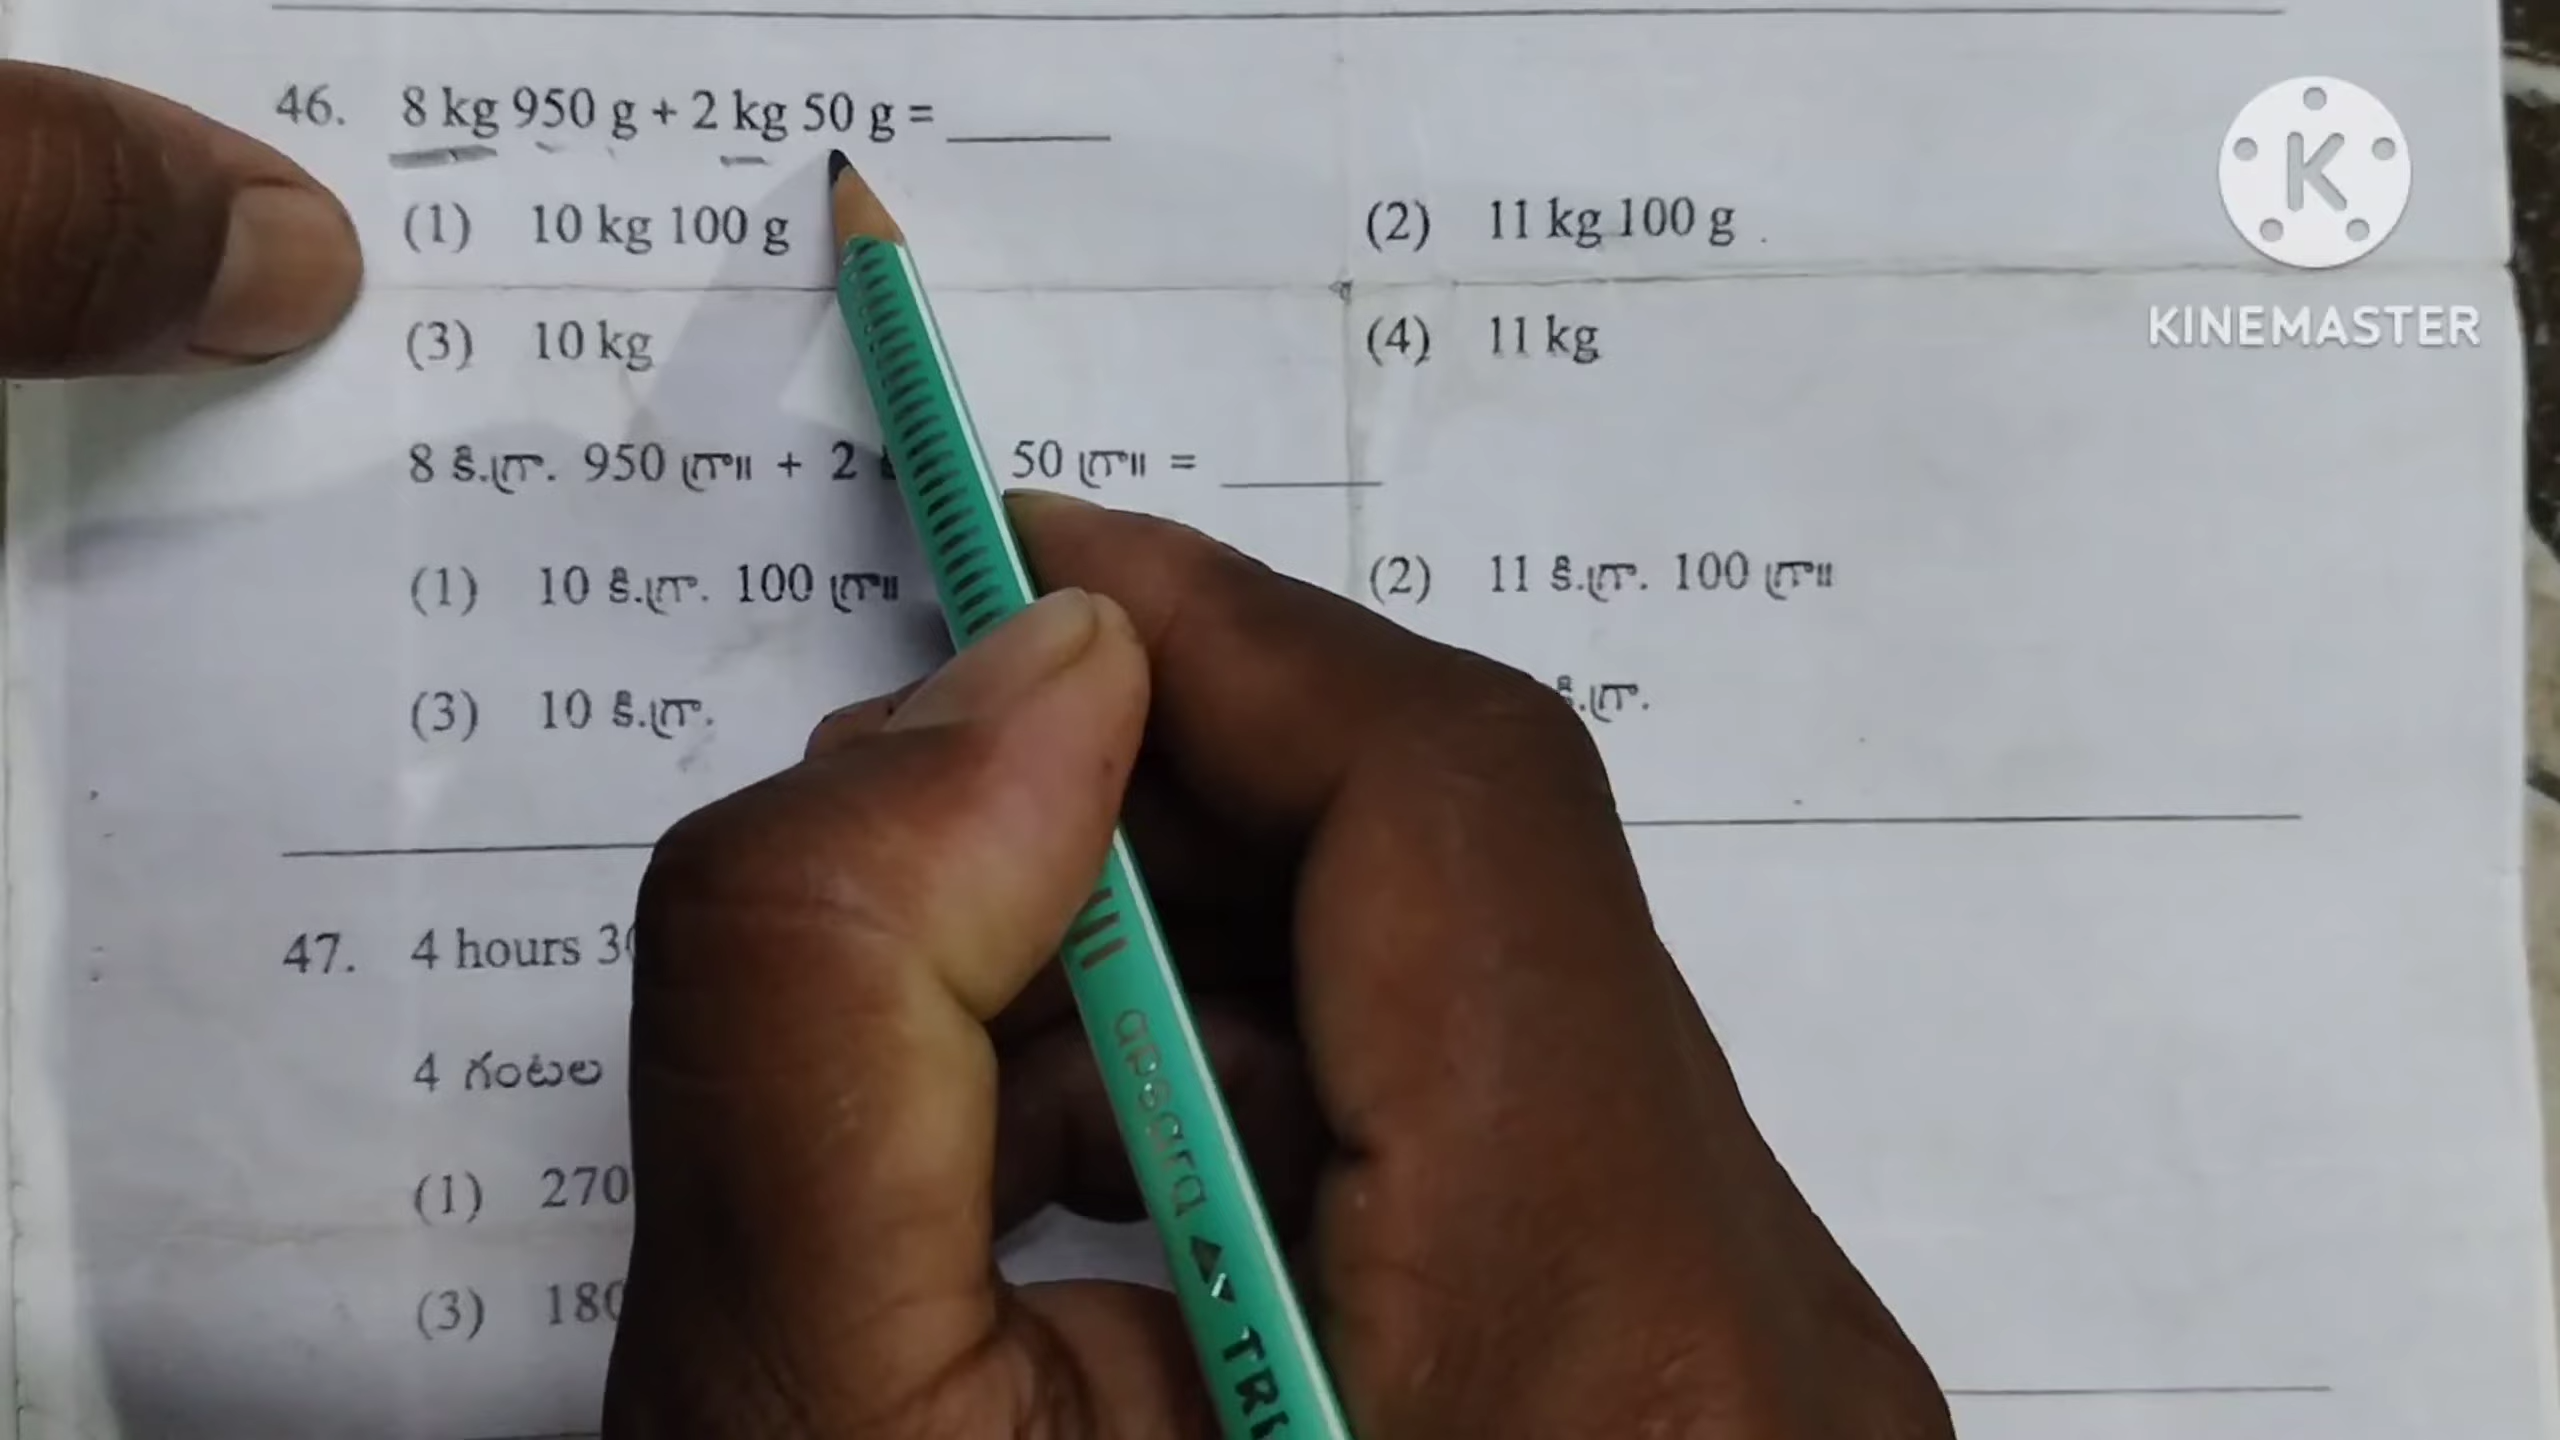 46. 8 kg 950 g + 2 kg 50 g = ______
(1) 10 kg 100 g (2) 11 kg 100 g
(3) 10 kg (4) 11 kg
8 కి.గ్రా. 950 గ్రా॥ + 2 50 గ్రా॥ = ______
(1) 10 కి.గ్రా. 100 గ్రా॥ (2) 11 కి.గ్రా. 100 గ్రా॥
(3) 10 కి.గ్రా. కి.గ్రా.
47. 4 hours
4 గంటల
(1) 270
(3)
apsara
K
KINEMASTER